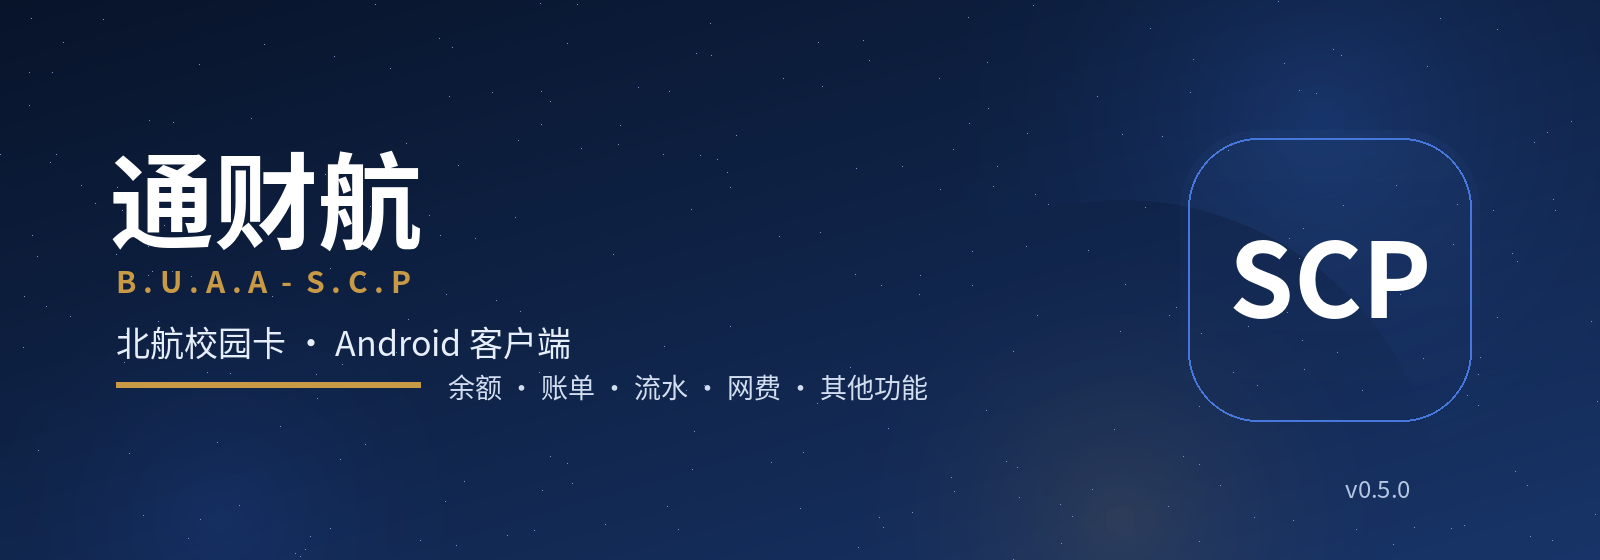 通财航
B.U.A.A-S.C.P
北航校园卡 · Android 客户端
余额 · 账单 · 流水 · 网费 · 其他功能
SCP
v0.5.0